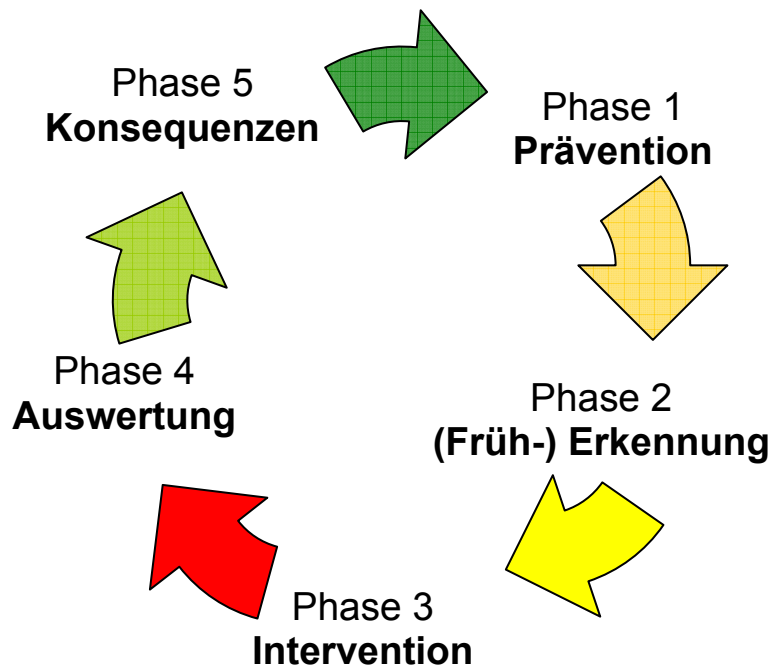 Phase 1
Prävention
Phase 2
(Früh-) Erkennung
Phase 3
Intervention
Phase 4
Auswertung
Phase 5
Konsequenzen